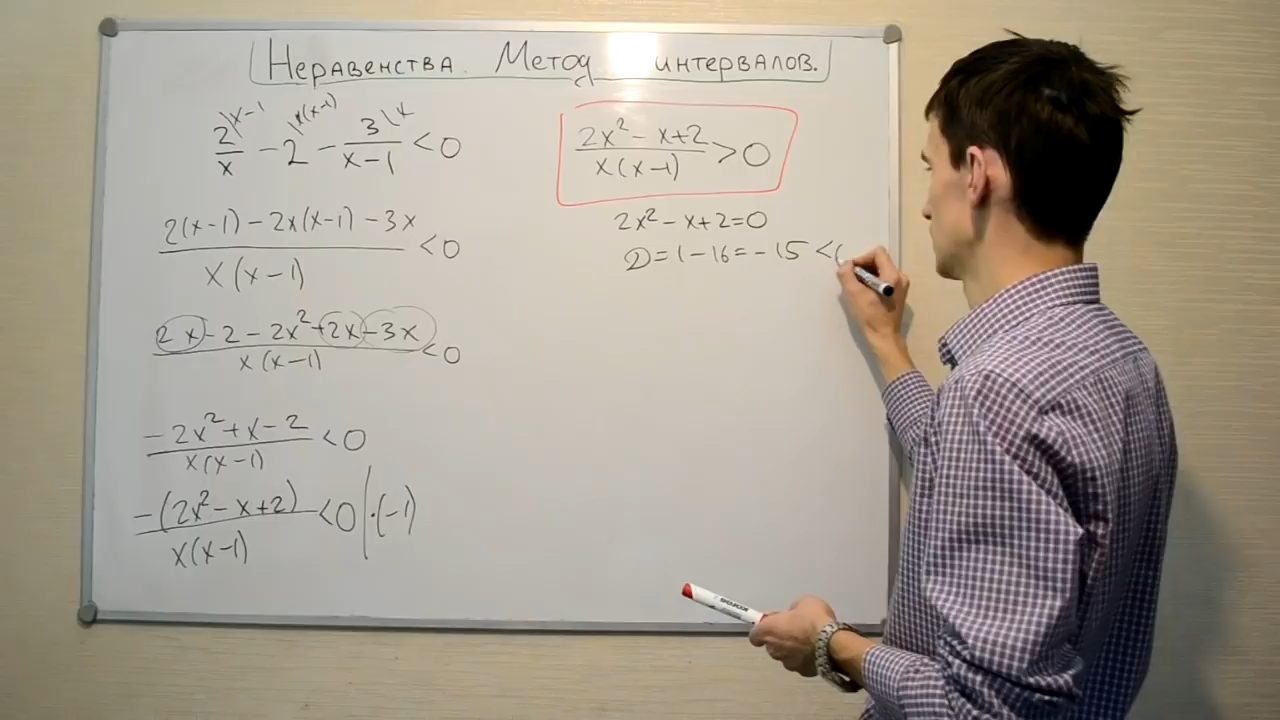 Неравенства. Метод интервалов.
2\x-1/x - 2\x(x-1) - 3\x/x-1 < 0
2(x-1) - 2x(x-1) - 3x / x(x-1) < 0
2x - 2 - 2x² + 2x - 3x / x(x-1) < 0
-2x² + x - 2 / x(x-1) < 0
-(2x² - x + 2) / x(x-1) < 0 | ·(-1)
2x² - x + 2 / x(x-1) > 0
2x² - x + 2 = 0
D = 1 - 16 = -15 <